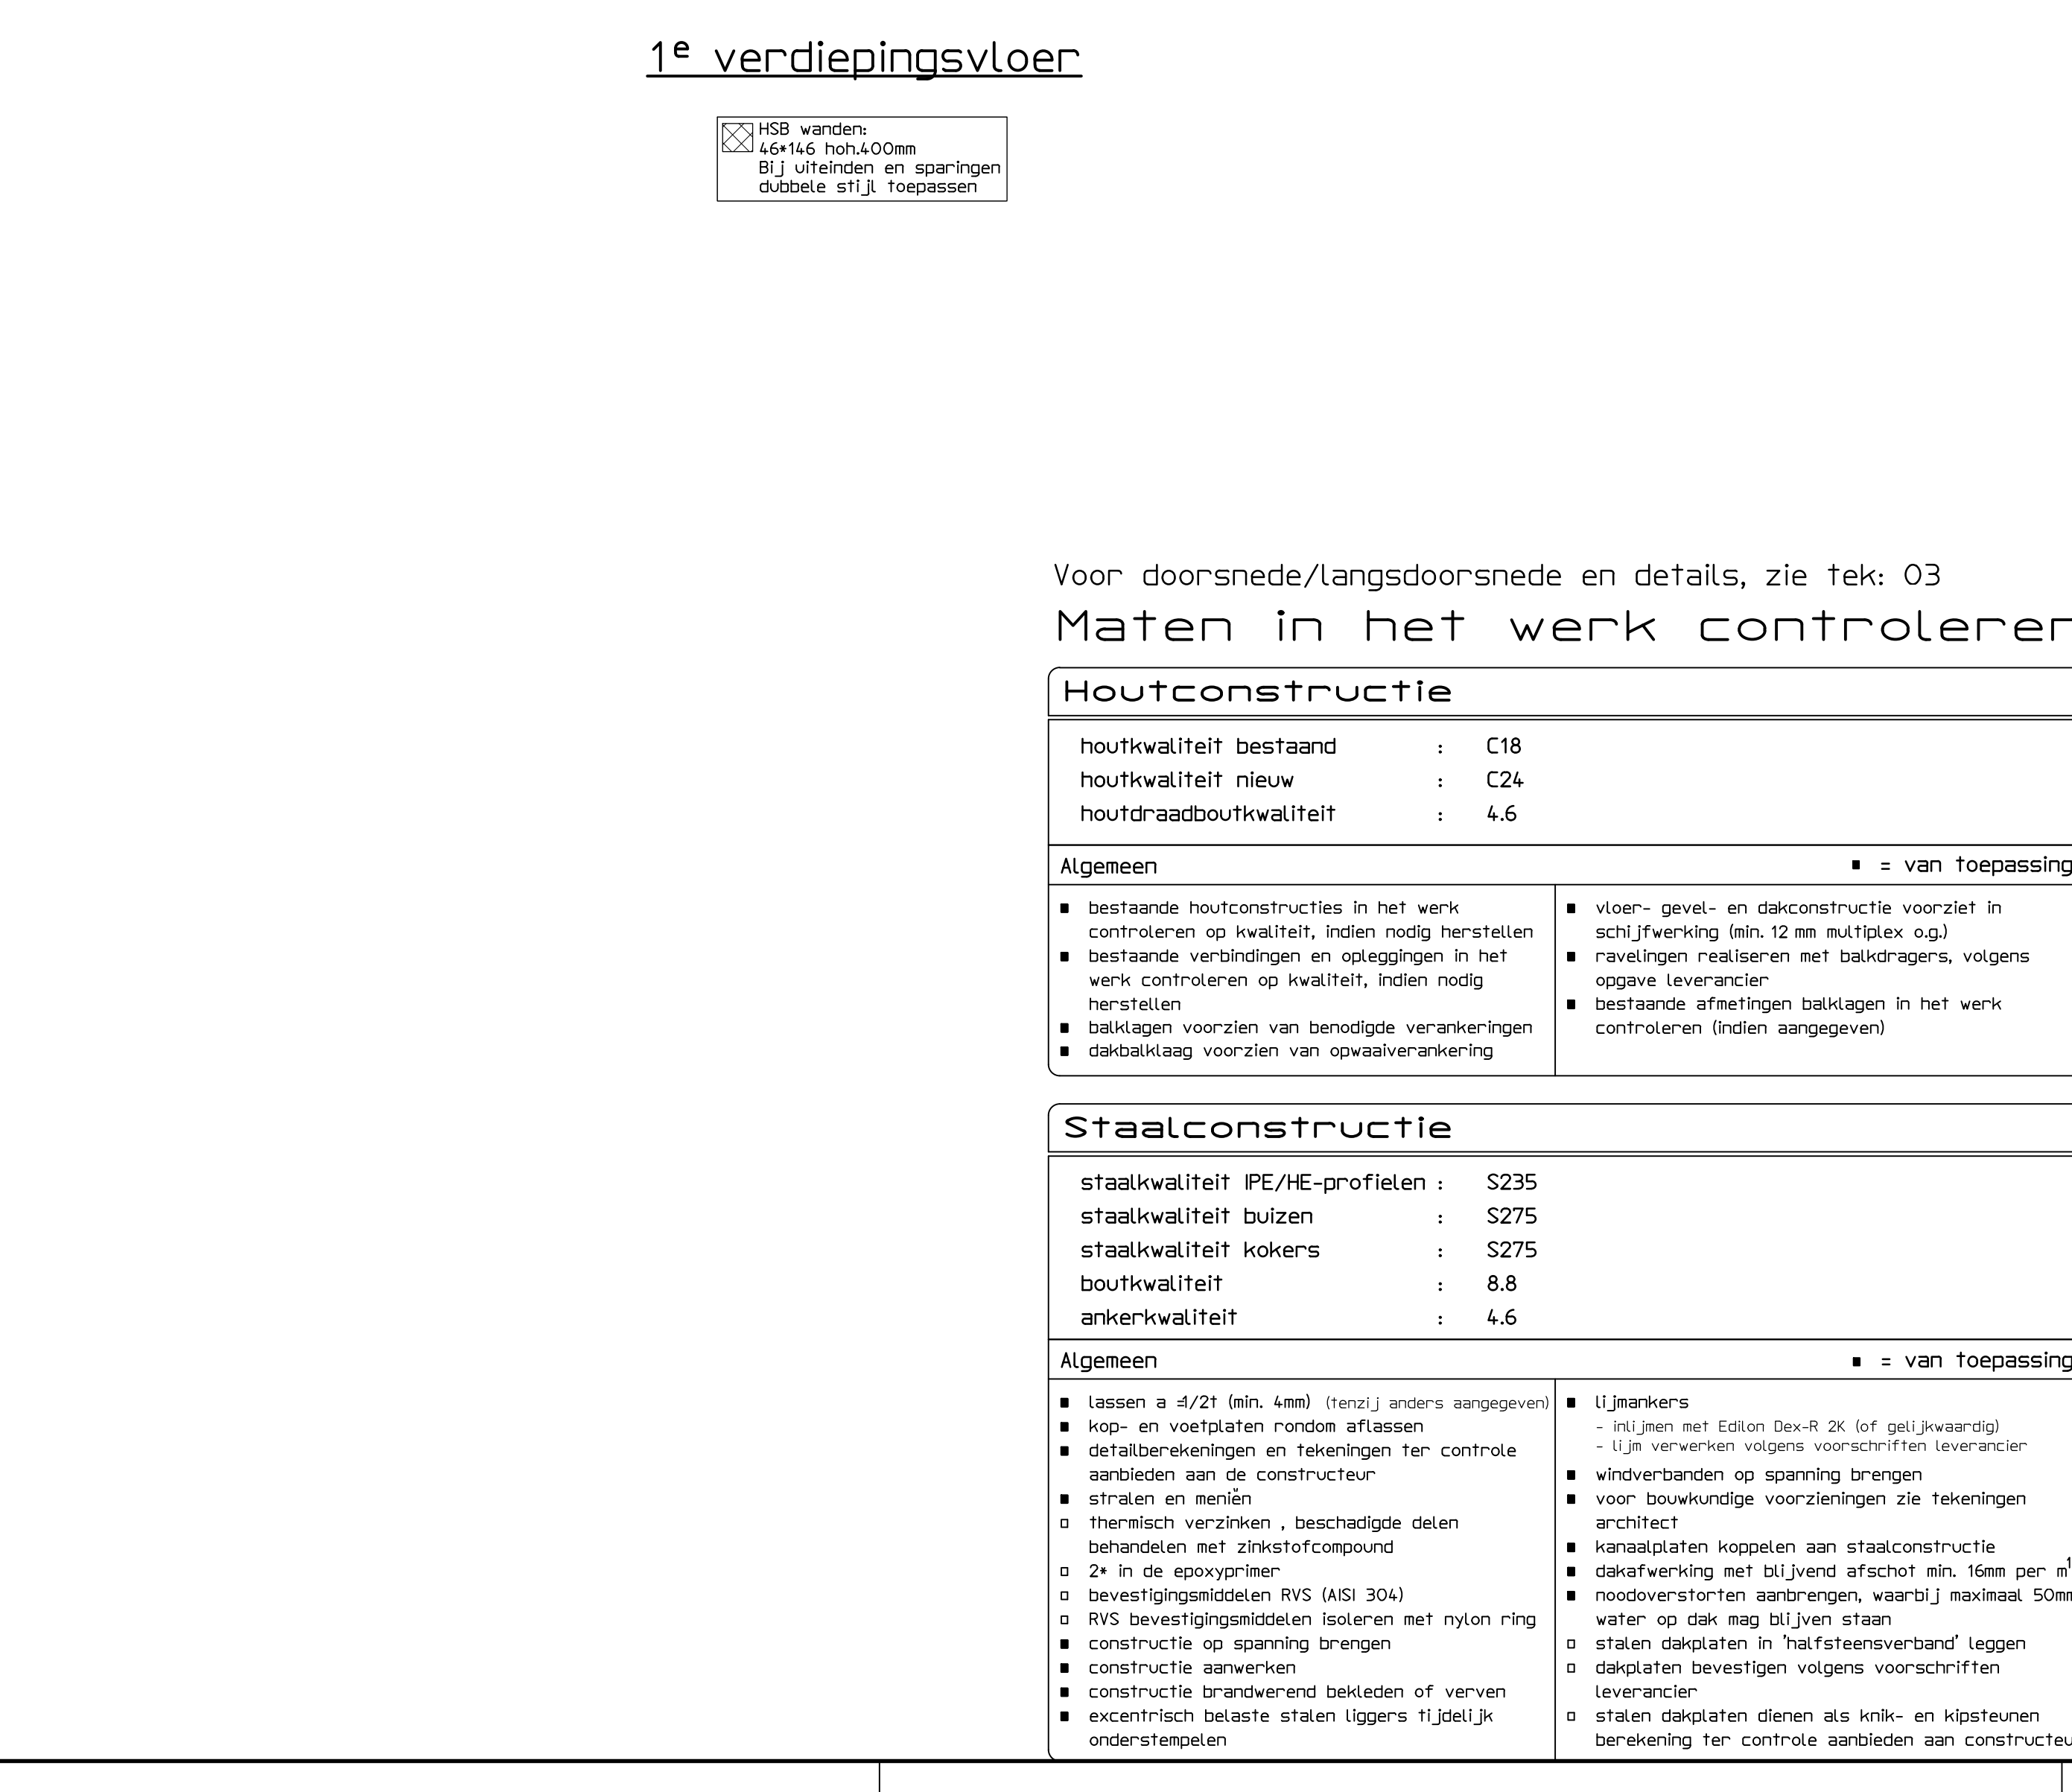 1e verdiepingsvloer
HSB wanden:
46*146 hoh.400mm
Bij uiteinden en sparingen
dubbele stijl toepassen
Voor doorsnede/langsdoorsnede en details, zie tek: 03
Maten in het werk controleren
Houtconstructie
houtkwaliteit bestaand : C18
houtkwaliteit nieuw : C24
houtdraadboutkwaliteit : 4.6
Algemeen
■ = van toepassing
■ bestaande houtconstructies in het werk
controleren op kwaliteit, indien nodig herstellen
■ bestaande verbindingen en opleggingen in het
werk controleren op kwaliteit, indien nodig
herstellen
■ balklagen voorzien van benodigde verankeringen
■ dakbalklaag voorzien van opwaaiverankering
■ vloer- gevel- en dakconstructie voorziet in
schijfwerking (min. 12 mm multiplex o.g.)
■ ravelingen realiseren met balkdragers, volgens
opgave leverancier
■ bestaande afmetingen balklagen in het werk
controleren (indien aangegeven)
Staalconstructie
staalkwaliteit IPE/HE-profielen : S235
staalkwaliteit buizen : S275
staalkwaliteit kokers : S275
boutkwaliteit : 8.8
ankerkwaliteit : 4.6
Algemeen
■ = van toepassing
■ lassen a =1/2t (min. 4mm) (tenzij anders aangegeven)
■ kop- en voetplaten rondom aflassen
■ detailberekeningen en tekeningen ter controle
aanbieden aan de constructeur
■ stralen en meniën
□ thermisch verzinken , beschadigde delen
behandelen met zinkstofcompound
□ 2* in de epoxyprimer
□ bevestigingsmiddelen RVS (AISI 304)
□ RVS bevestigingsmiddelen isoleren met nylon ring
■ constructie op spanning brengen
■ constructie aanwerken
■ constructie brandwerend bekleden of verven
■ excentrisch belaste stalen liggers tijdelijk
onderstempelen
■ lijmankers
- inlijmen met Edilon Dex-R 2K (of gelijkwaardig)
- lijm verwerken volgens voorschriften leverancier
■ windverbanden op spanning brengen
■ voor bouwkundige voorzieningen zie tekeningen
architect
■ kanaalplaten koppelen aan staalconstructie
■ dakafwerking met blijvend afschot min. 16mm per m1
■ noodoverstorten aanbrengen, waarbij maximaal 50mm
water op dak mag blijven staan
□ stalen dakplaten in 'halfsteensverband' leggen
□ dakplaten bevestigen volgens voorschriften
leverancier
□ stalen dakplaten dienen als knik- en kipsteunen
berekening ter controle aanbieden aan constructeu